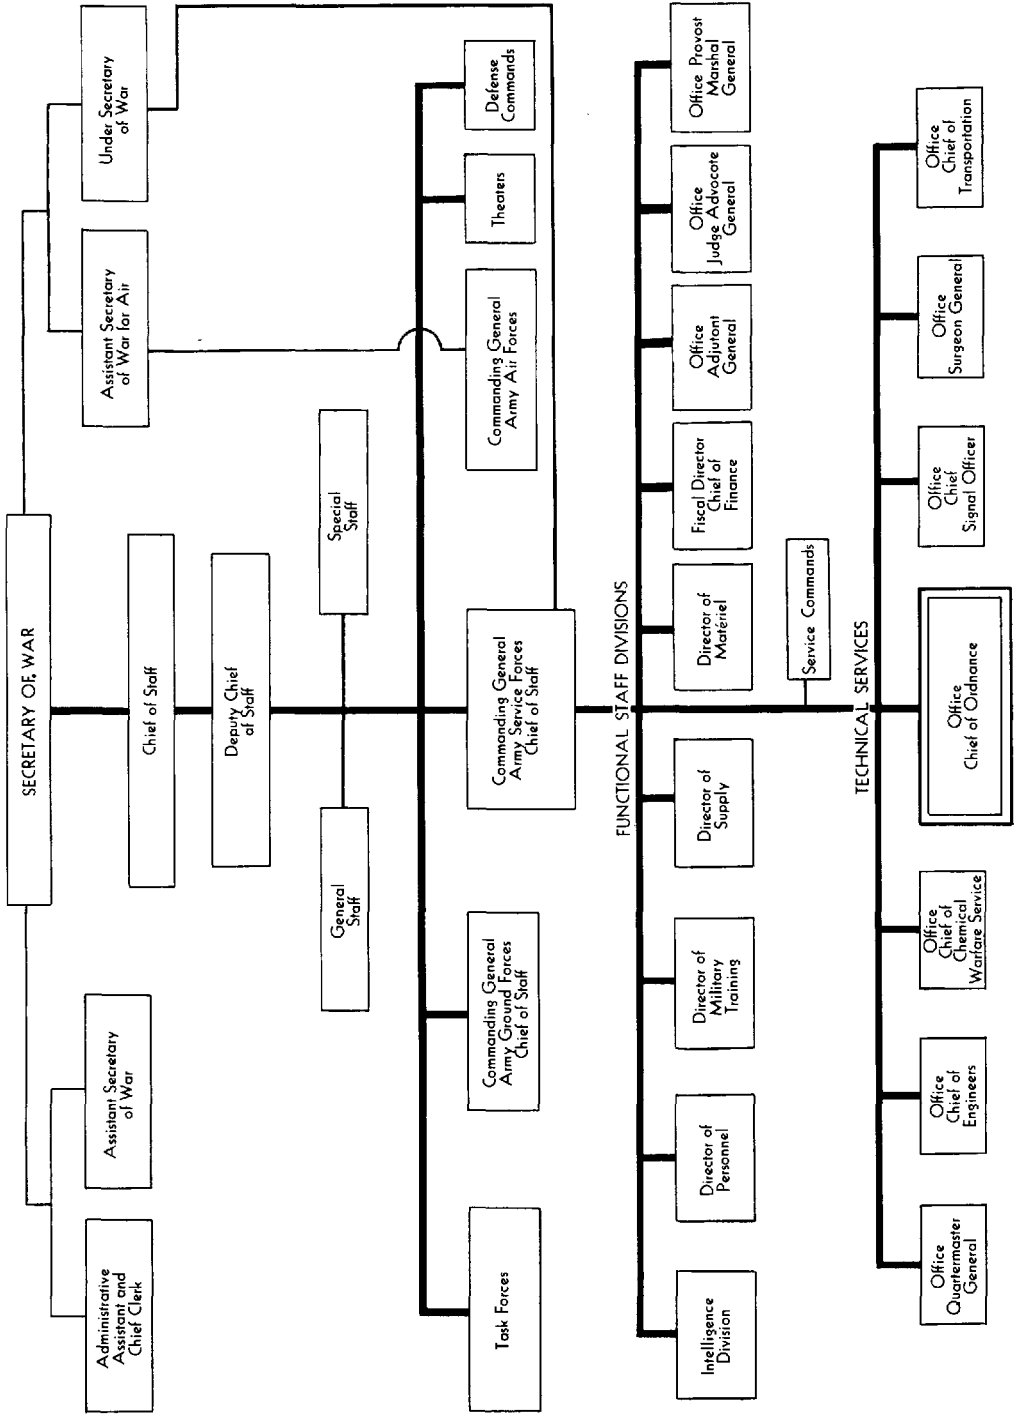 SECRETARY OF WAR
Administrative
Assistant and
Chief Clerk
Assistant Secretary
of War
Assistant Secretary
of War for Air
Under Secretary
of War
Chief of Staff
Deputy Chief
of Staff
General
Staff
Special
Staff
Task Forces
Commanding General
Army Ground Forces
Chief of Staff
Commanding General
Army Service Forces
Chief of Staff
Commanding General
Army Air Forces
Theaters
Defense
Commands
FUNCTIONAL STAFF DIVISIONS
Intelligence
Division
Director of
Personnel
Director of
Military
Training
Director of
Supply
Director of
Matériel
Fiscal Director
Chief of
Finance
Office
Adjutant
General
Office
Judge Advocate
General
Office Provost
Marshal
General
Service Commands
TECHNICAL SERVICES
Office
Quartermaster
General
Office
Chief of
Engineers
Office
Chief of
Chemical
Warfare Service
Office
Chief of Ordnance
Office
Chief
Signal Officer
Office
Surgeon General
Office
Chief of
Transportation